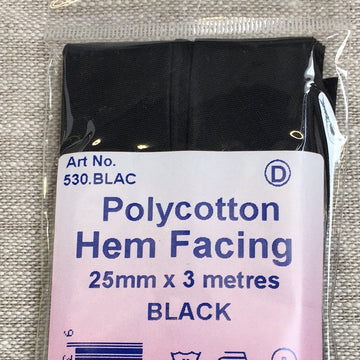 Art No.
530.BLAC
D
Polycotton
Hem Facing
25mm x 3 metres
BLACK